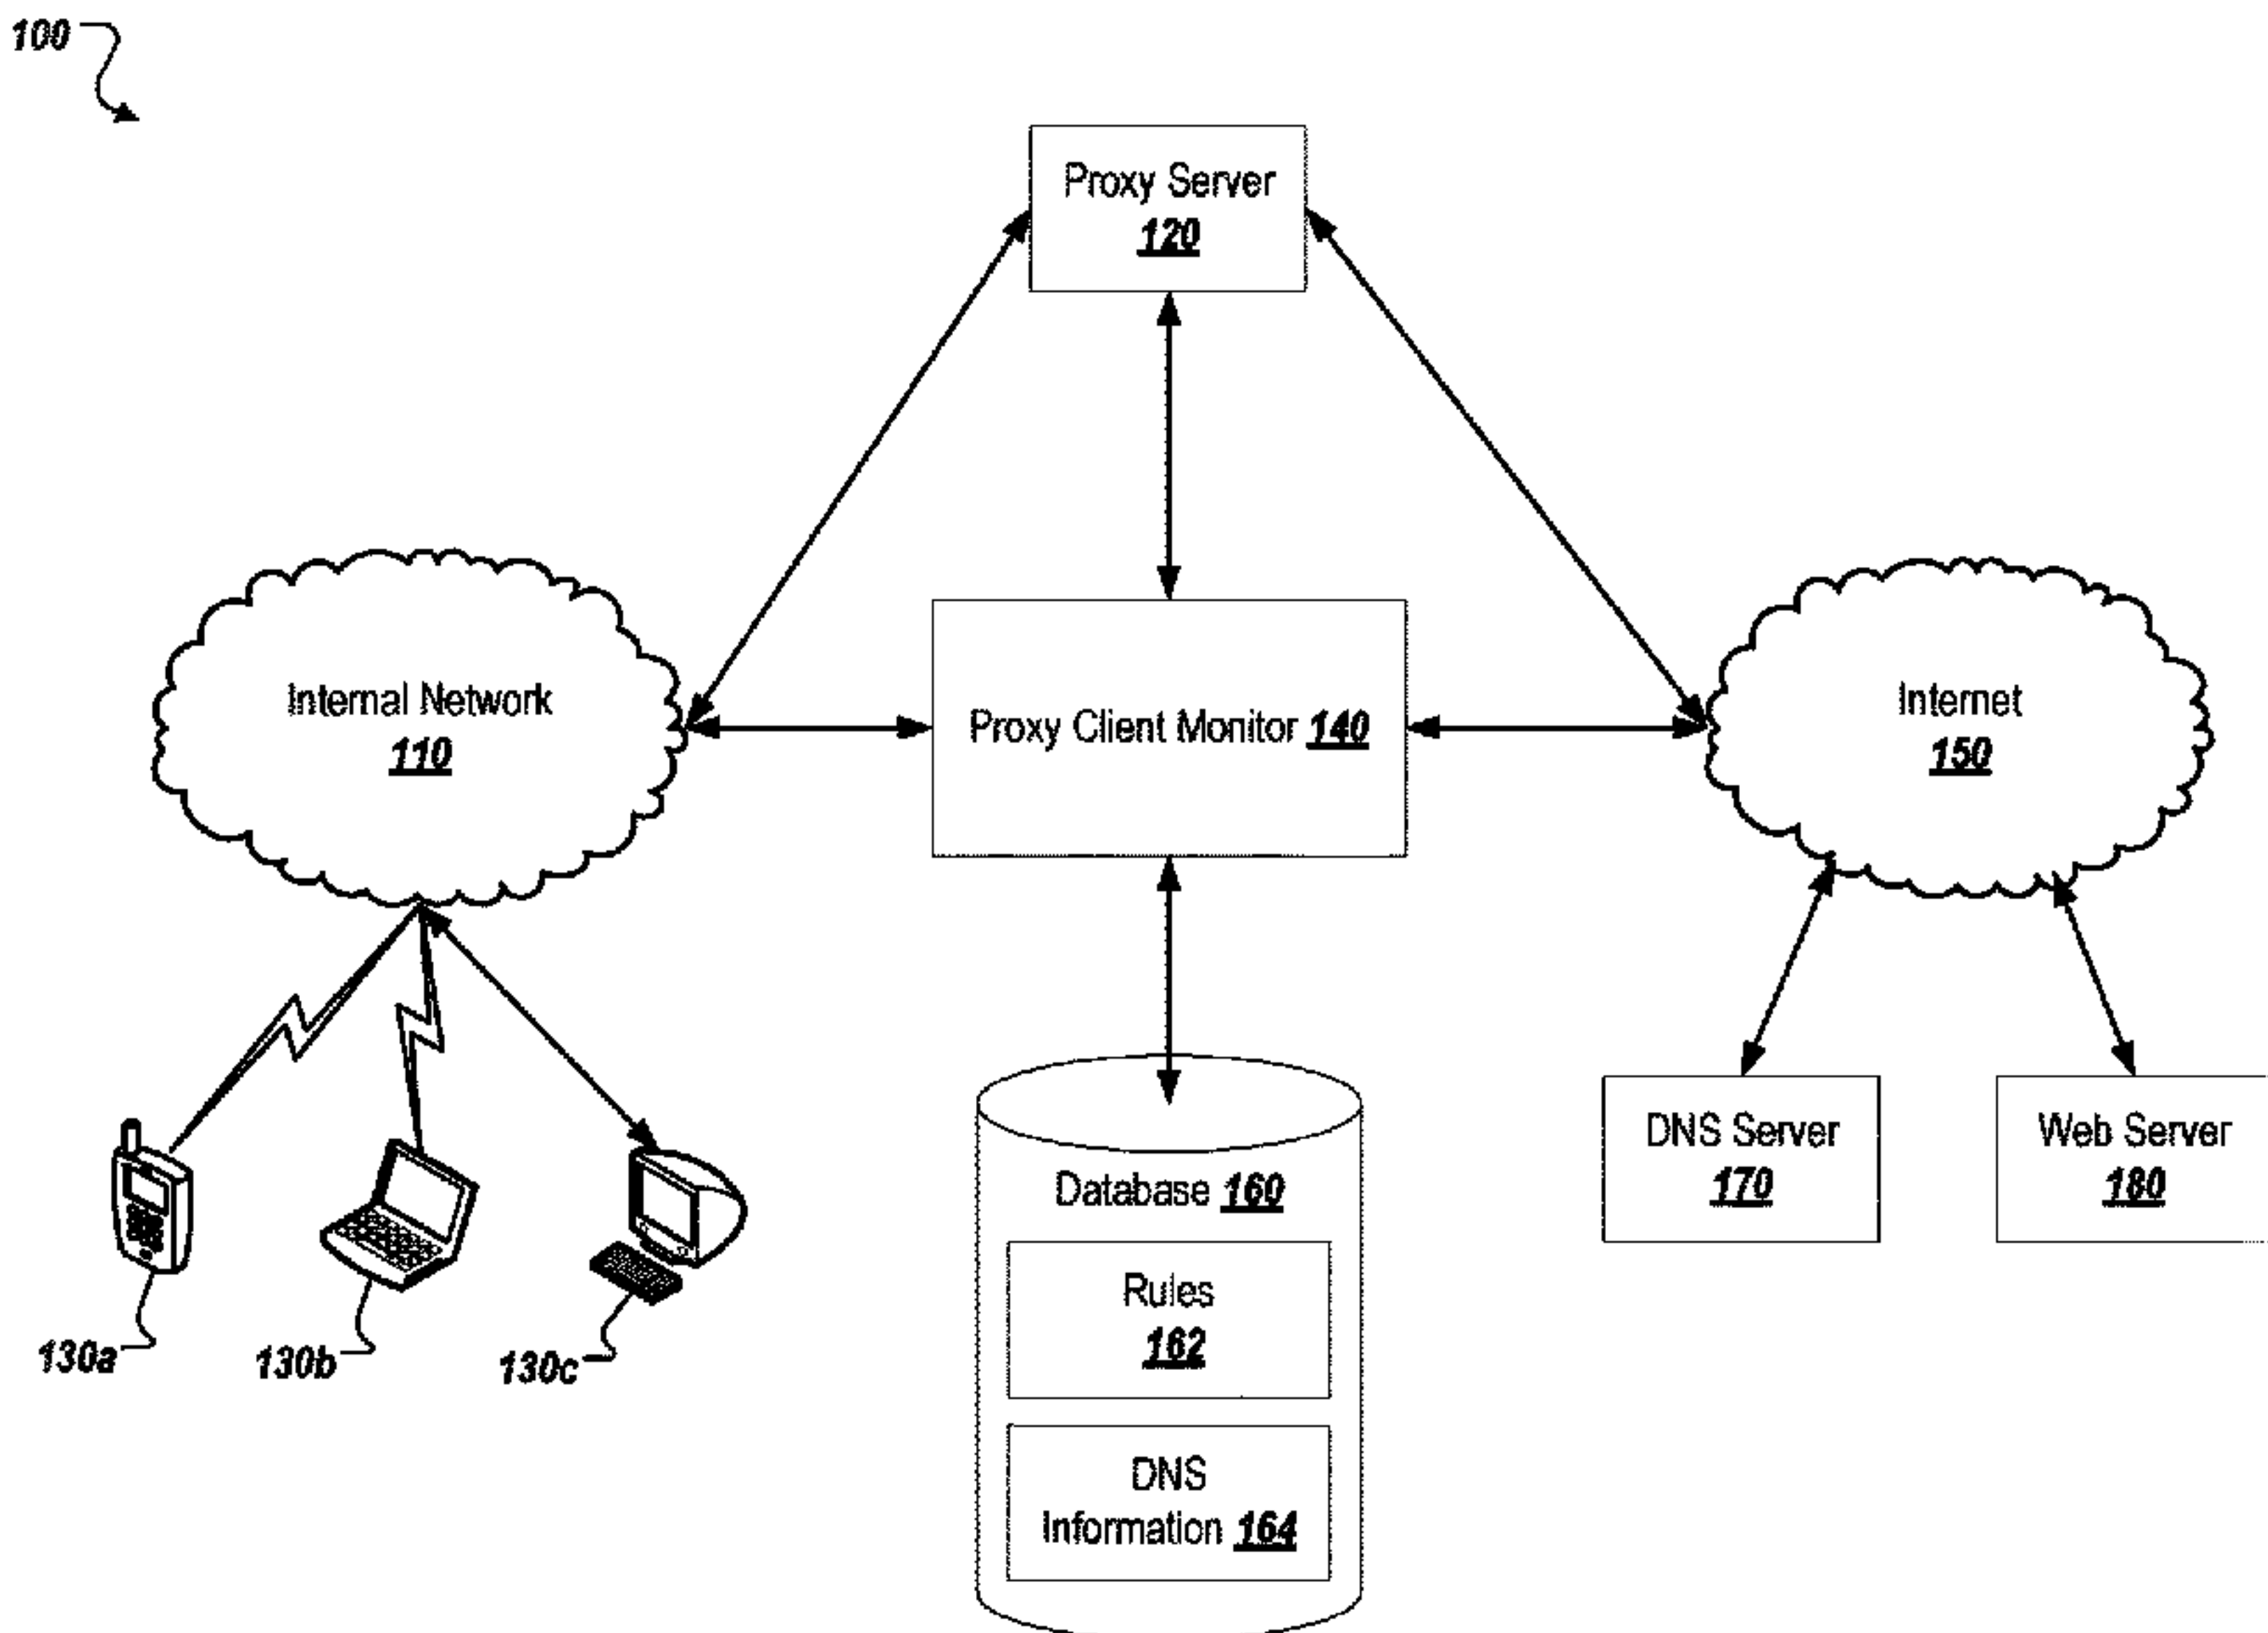 100
Proxy Server
120
Internal Network
110
Proxy Client Monitor 140
Internet
150
DNS Server
170
Web Server
180
Database 160
Rules
162
DNS
Information 164
130a
130b
130c